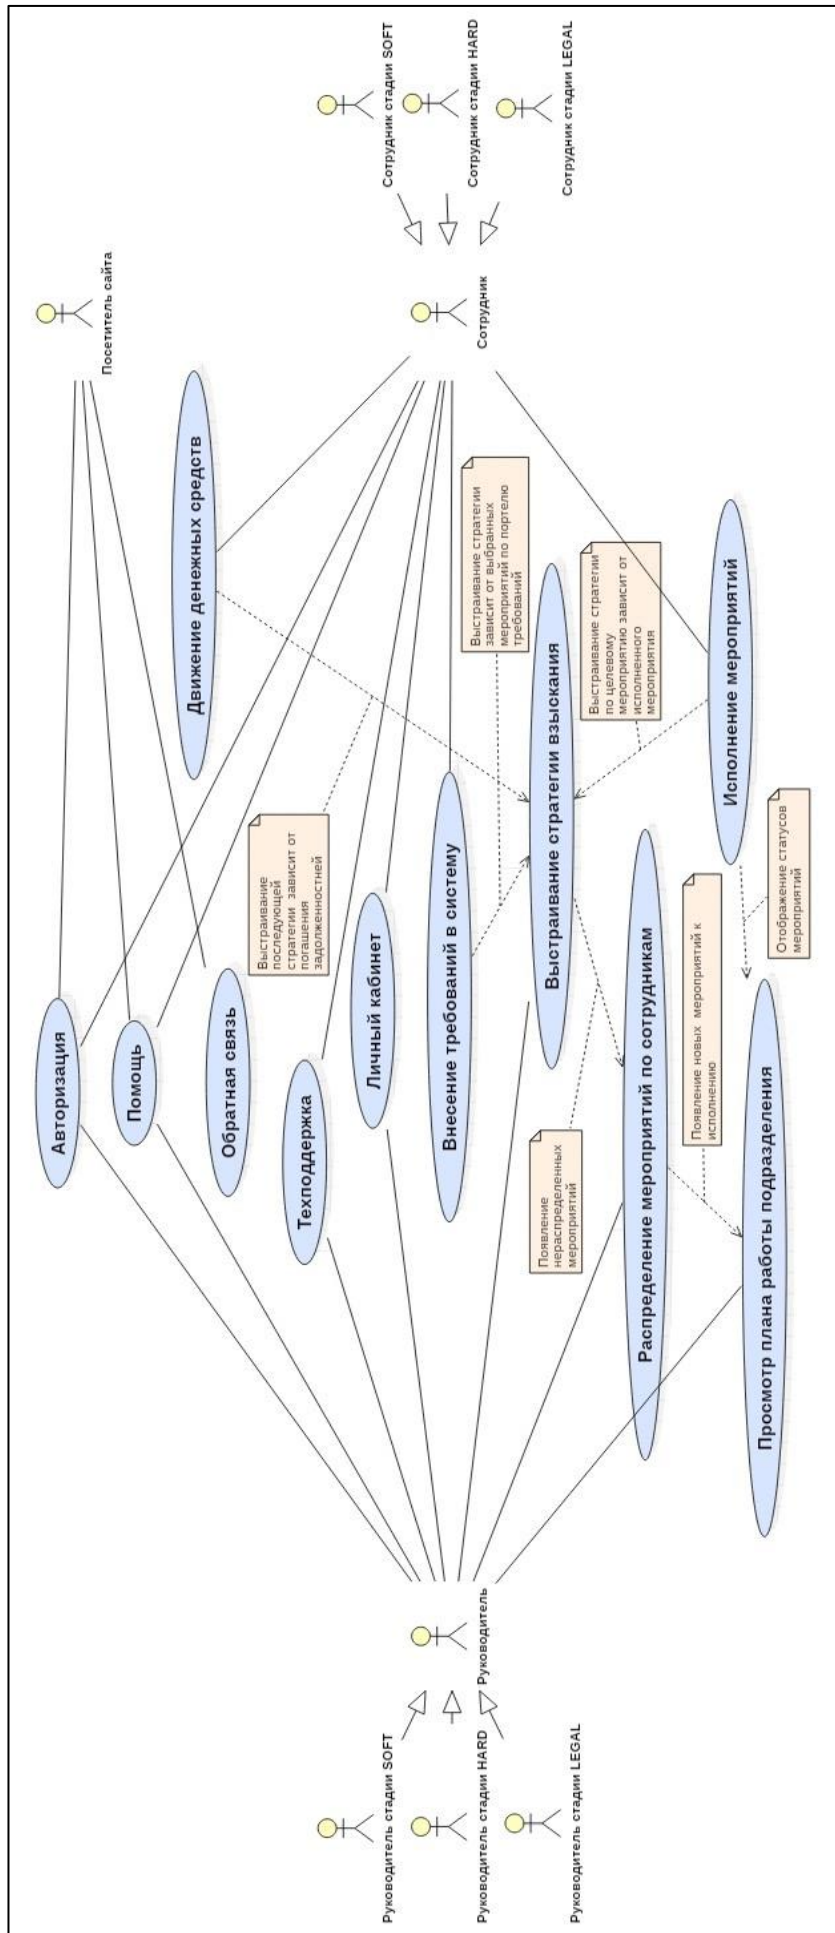 Руководитель стадии SOFT
Руководитель стадии HARD
Руководитель стадии LEGAL
Руководитель
Авторизация
Помощь
Обратная связь
Техподдержка
Личный кабинет
Внесение требований в систему
Движение денежных средств
Выстраивание стратегии взыскания
Распределение мероприятий по сотрудникам
Просмотр плана работы подразделения
Исполнение мероприятий
Выстраивание
последующей
стратегии зависит от
погашения
задолженностей
Появление
нераспределенных
мероприятий
Выстраивание стратегии
зависит от выбранных
мероприятий по портелю
требований
Выстраивание стратегии
по целевому
мероприятию зависит от
исполненного
мероприятия
Появление новых мероприятий к
исполнению
Отображение статусов
мероприятий
Посетитель сайта
Сотрудник
Сотрудник стадии SOFT
Сотрудник стадии HARD
Сотрудник стадии LEGAL